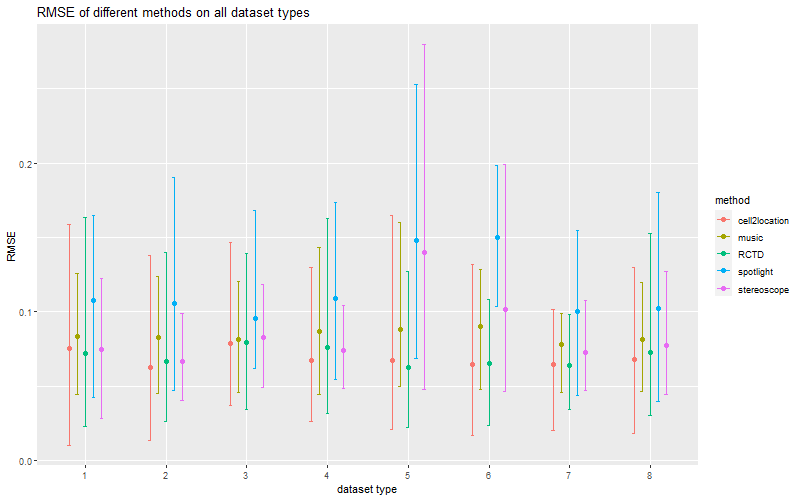 RMSE of different methods on all dataset types
RMSE
0.2
0.1
0.0
1 2 3 4 5 6 7 8
dataset type
method
cell2location
music
RCTD
spotlight
stereoscope